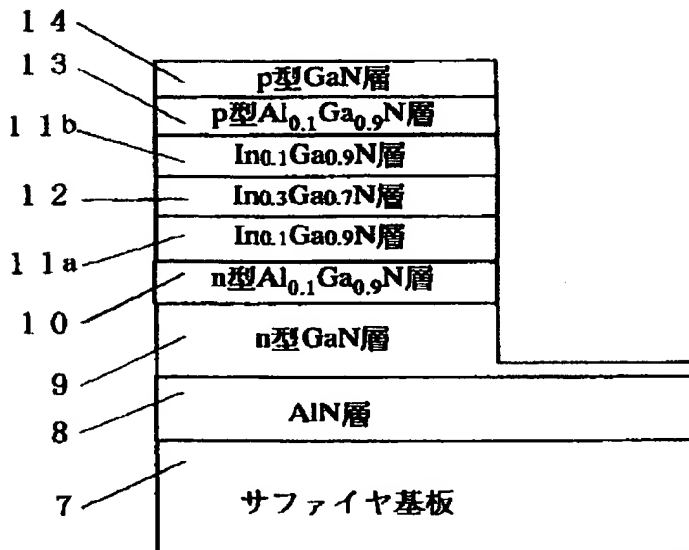 １４
p型GaN層
１３
p型Al0.1Ga0.9N層
１１b
In0.1Ga0.9N層
１２
In0.3Ga0.7N層
１１a
In0.1Ga0.9N層
n型Al0.1Ga0.9N層
１０
n型GaN層
９
AlN層
８
サファイヤ基板
７